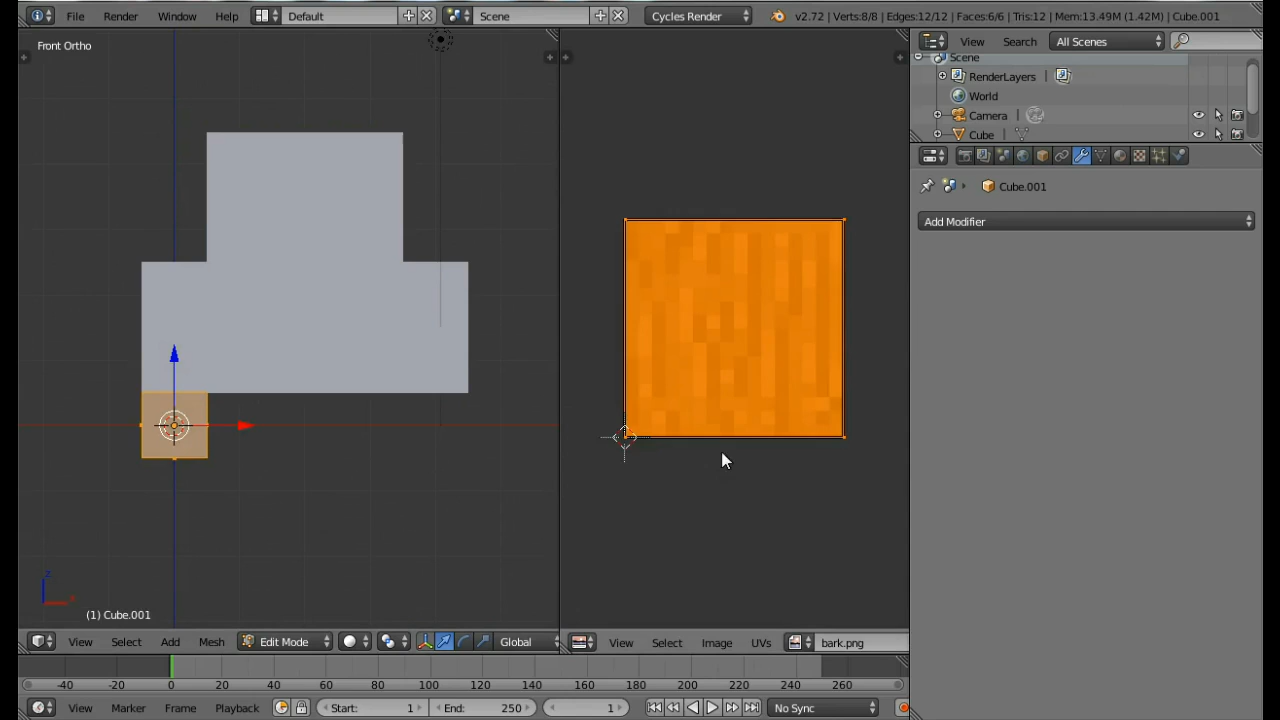 File Render Window Help Default Scene Cycles Render v2.72 | Verts:8/8 | Edges:12/12 | Faces:6/6 | Tris:12 | Mem:13.49M (1.42M) | Cube.001
Front Ortho
View Search All Scenes
Scene
RenderLayers
World
Camera
Cube
Cube.001
Add Modifier
z
x
(1) Cube.001
View Select Add Mesh Edit Mode Global
View Select Image UVs bark.png
-40 -20 0 20 40 60 80 100 120 140 160 180 200 220 240 260
View Marker Frame Playback Start: 1 End: 250 1 No Sync